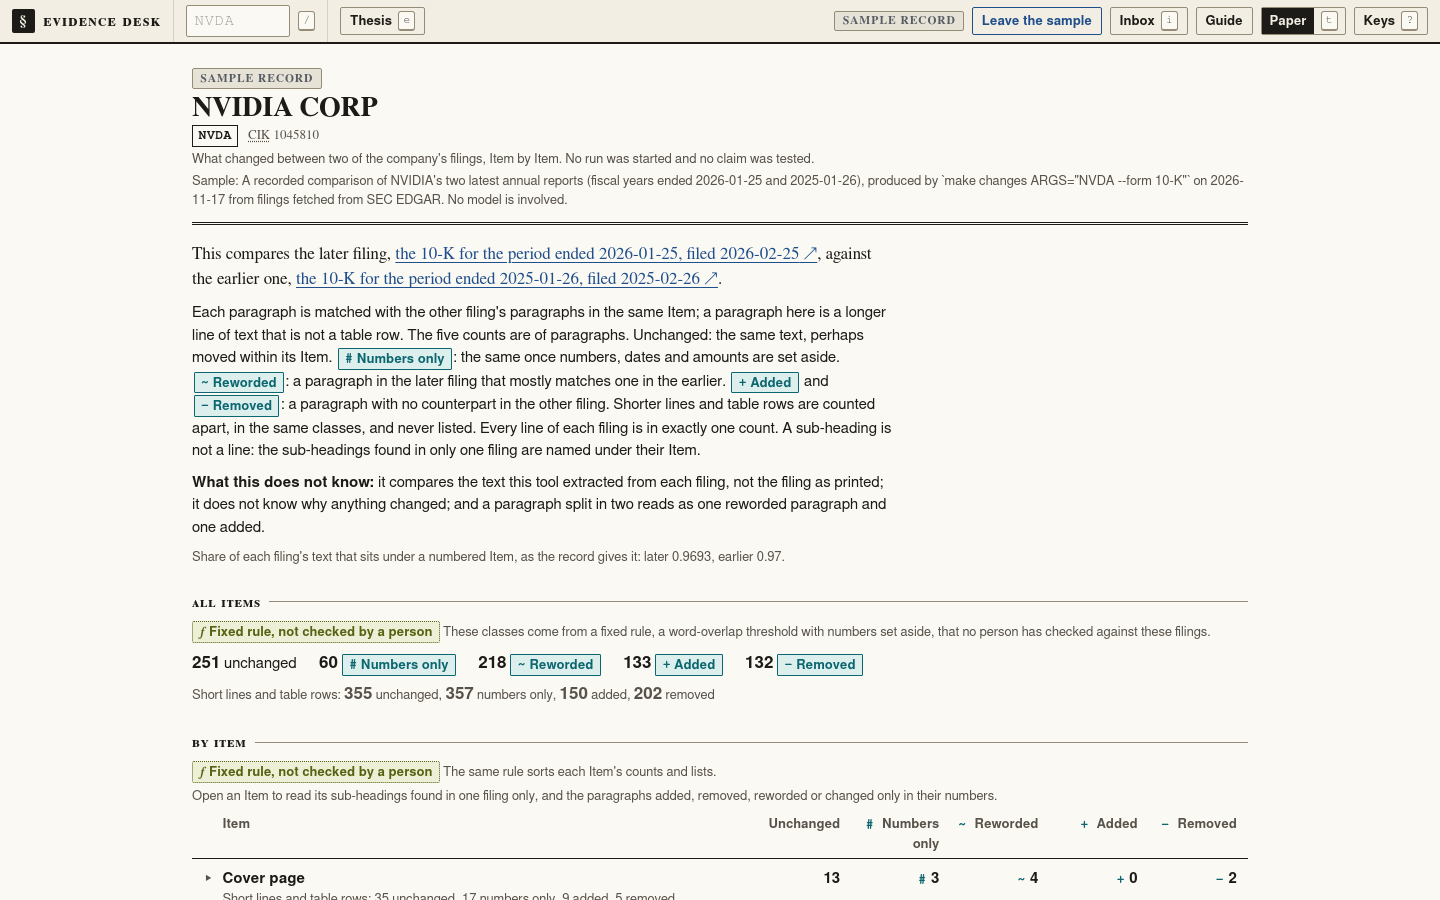 § EVIDENCE DESK NVDA / Thesis e SAMPLE RECORD Leave the sample Inbox i Guide Paper t Keys ?
SAMPLE RECORD
NVIDIA CORP
NVDA CIK 1045810
What changed between two of the company's filings, Item by Item. No run was started and no claim was tested.
Sample: A recorded comparison of NVIDIA's two latest annual reports (fiscal years ended 2026-01-25 and 2025-01-26), produced by `make changes ARGS="NVDA --form 10-K"` on 2026-
11-17 from filings fetched from SEC EDGAR. No model is involved.
This compares the later filing, the 10-K for the period ended 2026-01-25, filed 2026-02-25 ↗, against
the earlier one, the 10-K for the period ended 2025-01-26, filed 2025-02-26 ↗.
Each paragraph is matched with the other filing's paragraphs in the same Item; a paragraph here is a longer
line of text that is not a table row. The five counts are of paragraphs. Unchanged: the same text, perhaps
moved within its Item. # Numbers only: the same once numbers, dates and amounts are set aside.
~ Reworded: a paragraph in the later filing that mostly matches one in the earlier. + Added and
− Removed: a paragraph with no counterpart in the other filing. Shorter lines and table rows are counted
apart, in the same classes, and never listed. Every line of each filing is in exactly one count. A sub-heading is
not a line: the sub-headings found in only one filing are named under their Item.
What this does not know: it compares the text this tool extracted from each filing, not the filing as printed;
it does not know why anything changed; and a paragraph split in two reads as one reworded paragraph and
one added.
Share of each filing's text that sits under a numbered Item, as the record gives it: later 0.9693, earlier 0.97.
ALL ITEMS
ƒ Fixed rule, not checked by a person These classes come from a fixed rule, a word-overlap threshold with numbers set aside, that no person has checked against these filings.
251 unchanged 60 # Numbers only 218 ~ Reworded 133 + Added 132 − Removed
Short lines and table rows: 355 unchanged, 357 numbers only, 150 added, 202 removed
BY ITEM
ƒ Fixed rule, not checked by a person The same rule sorts each Item's counts and lists.
Open an Item to read its sub-headings found in one filing only, and the paragraphs added, removed, reworded or changed only in their numbers.
Item Unchanged # Numbers only ~ Reworded + Added − Removed
▸ Cover page 13 # 3 ~ 4 + 0 − 2
Short lines and table rows: 35 unchanged, 17 numbers only, 9 added, 5 removed